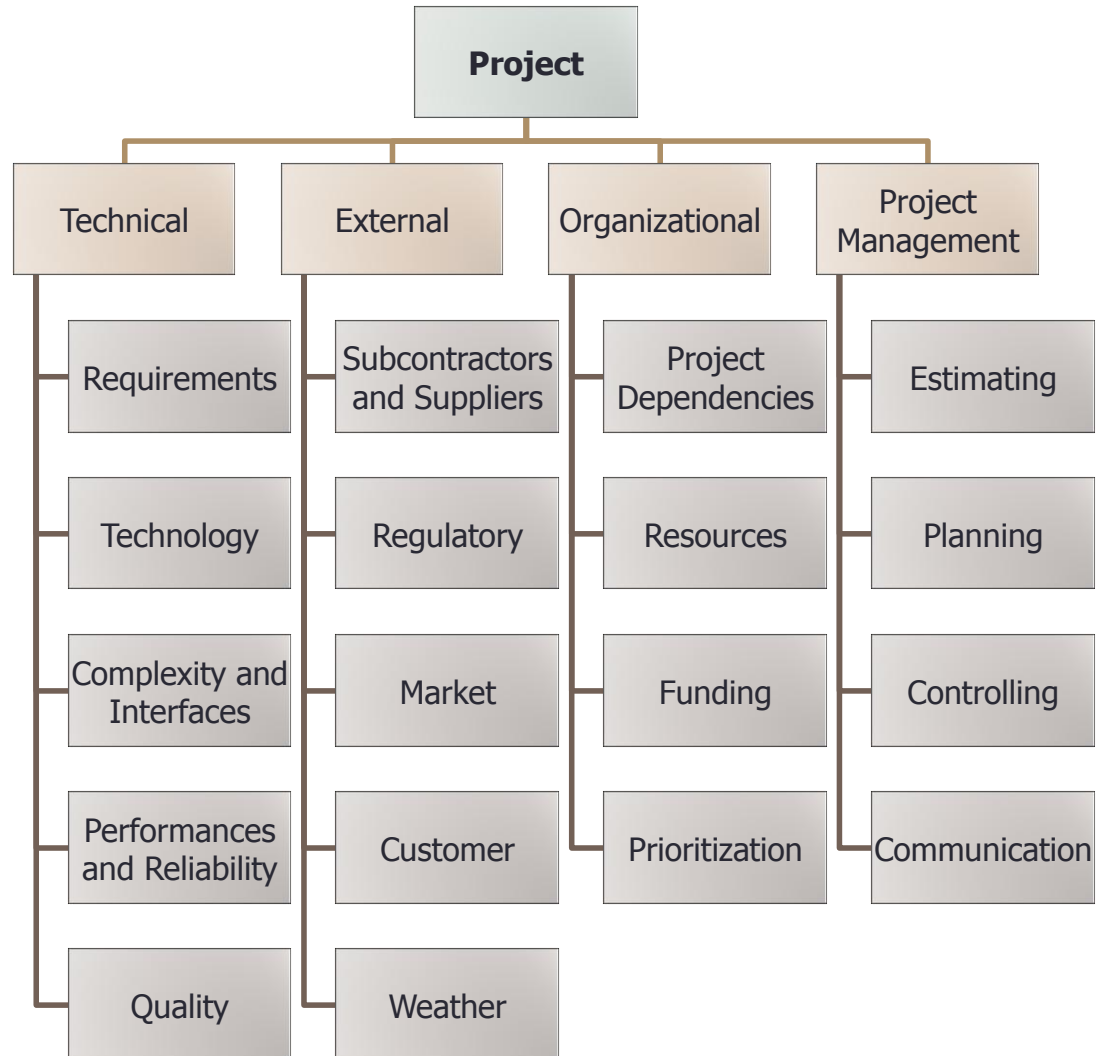 Project
Technical
External
Organizational
Project
Management
Requirements
Subcontractors
and Suppliers
Project
Dependencies
Estimating
Technology
Regulatory
Resources
Planning
Complexity and
Interfaces
Market
Funding
Controlling
Performances
and Reliability
Customer
Prioritization
Communication
Quality
Weather